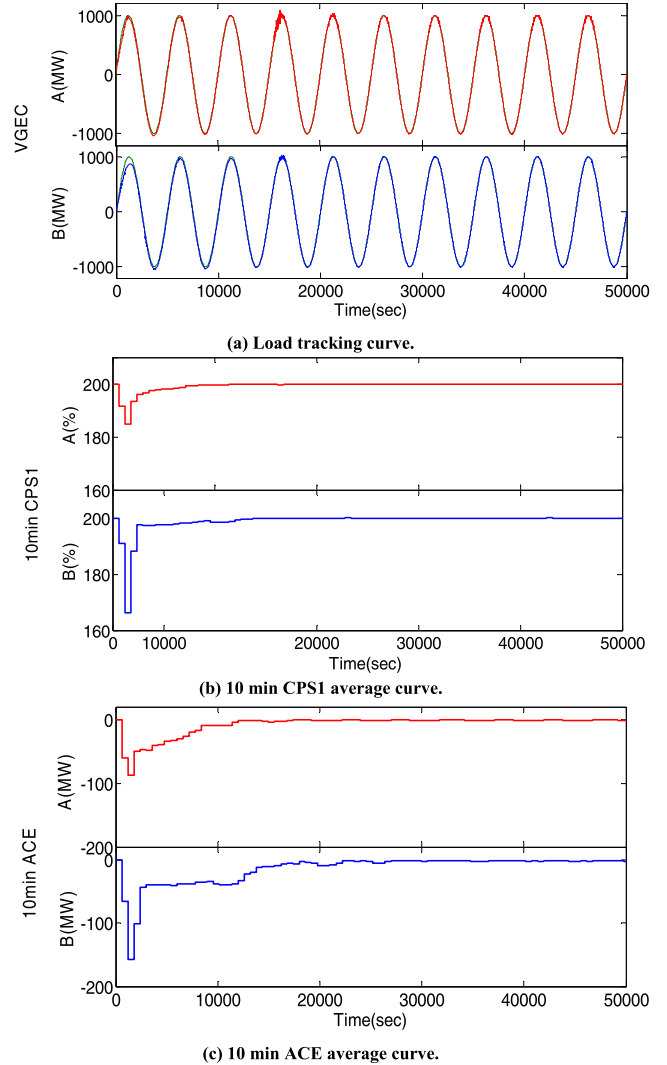 VGEC
A(MW)
1000
0
-1000
B(MW)
1000
0
-1000
0 10000 20000 30000 40000 50000
Time(sec)
(a) Load tracking curve.
10min CPS1
A(%)
200
180
160
B(%)
200
180
160
0 10000 20000 30000 40000 50000
Time(sec)
(b) 10 min CPS1 average curve.
10min ACE
A(MW)
0
-100
-200
B(MW)
0
-100
-200
0 10000 20000 30000 40000 50000
Time(sec)
(c) 10 min ACE average curve.